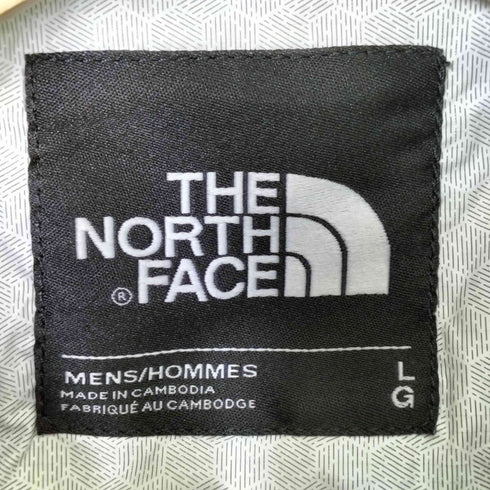 THE
NORTH
® FACE
MENS/HOMMES L
MADE IN CAMBODIA G
FABRIQUÉ AU CAMBODGE